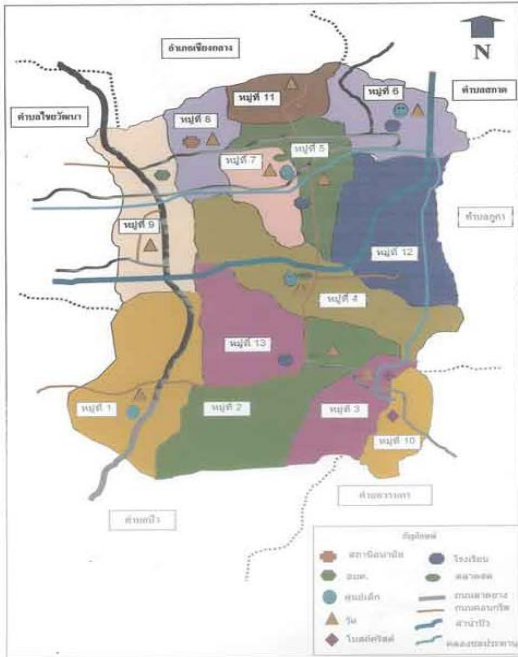 อำเภอเชียงกลาง
N
ตำบลไชยวัฒนา
ตำบลสกาด
หมู่ที่ 11
หมู่ที่ 6
หมู่ที่ 8
หมู่ที่ 5
หมู่ที่ 7
ตำบลภูคา
หมู่ที่ 9
หมู่ที่ 12
หมู่ที่ 4
หมู่ที่ 13
หมู่ที่ 1
หมู่ที่ 2
หมู่ที่ 3
หมู่ที่ 10
ตำบลปัว
ตำบลวรนคร
สัญลักษณ์
สถานีอนามัย
โรงเรียน
อบต.
ตลาดสด
ศูนย์เด็ก
ถนนลาดยาง
ถนนคอนกรีต
วัด
ลำน้ำปัว
โบสถ์คริสต์
คลองชลประทาน